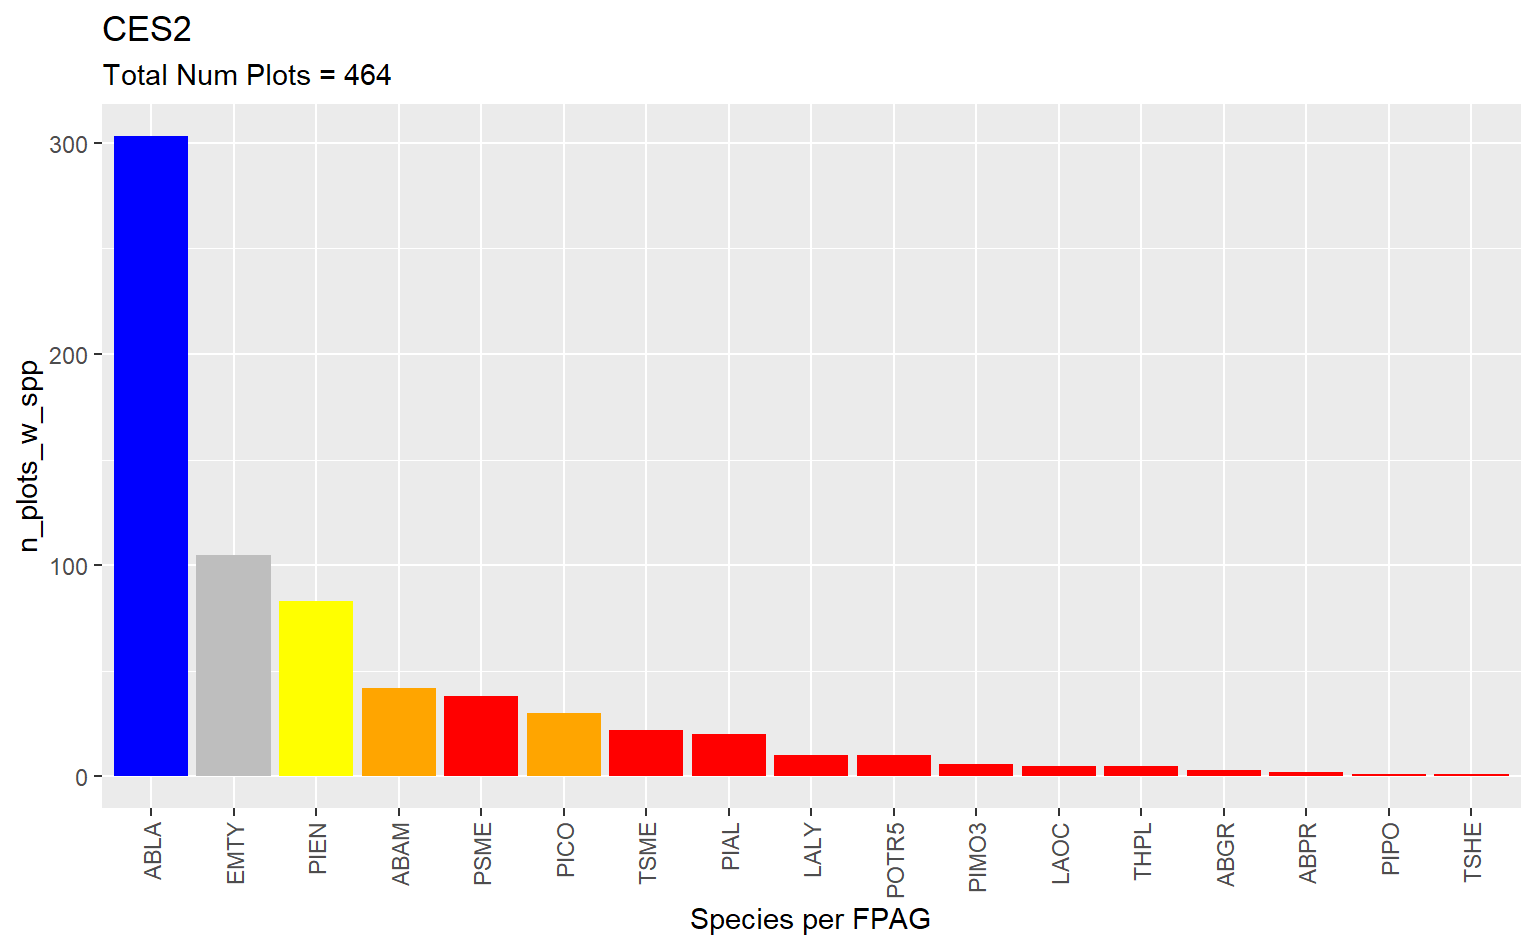 CES2
Total Num Plots = 464
300
200
100
0
n_plots_w_spp
ABLA
EMTY
PIEN
ABAM
PSME
PICO
TSME
PIAL
LALY
POTR5
PIMO3
LAOC
THPL
ABGR
ABPR
PIPO
TSHE
Species per FPAG